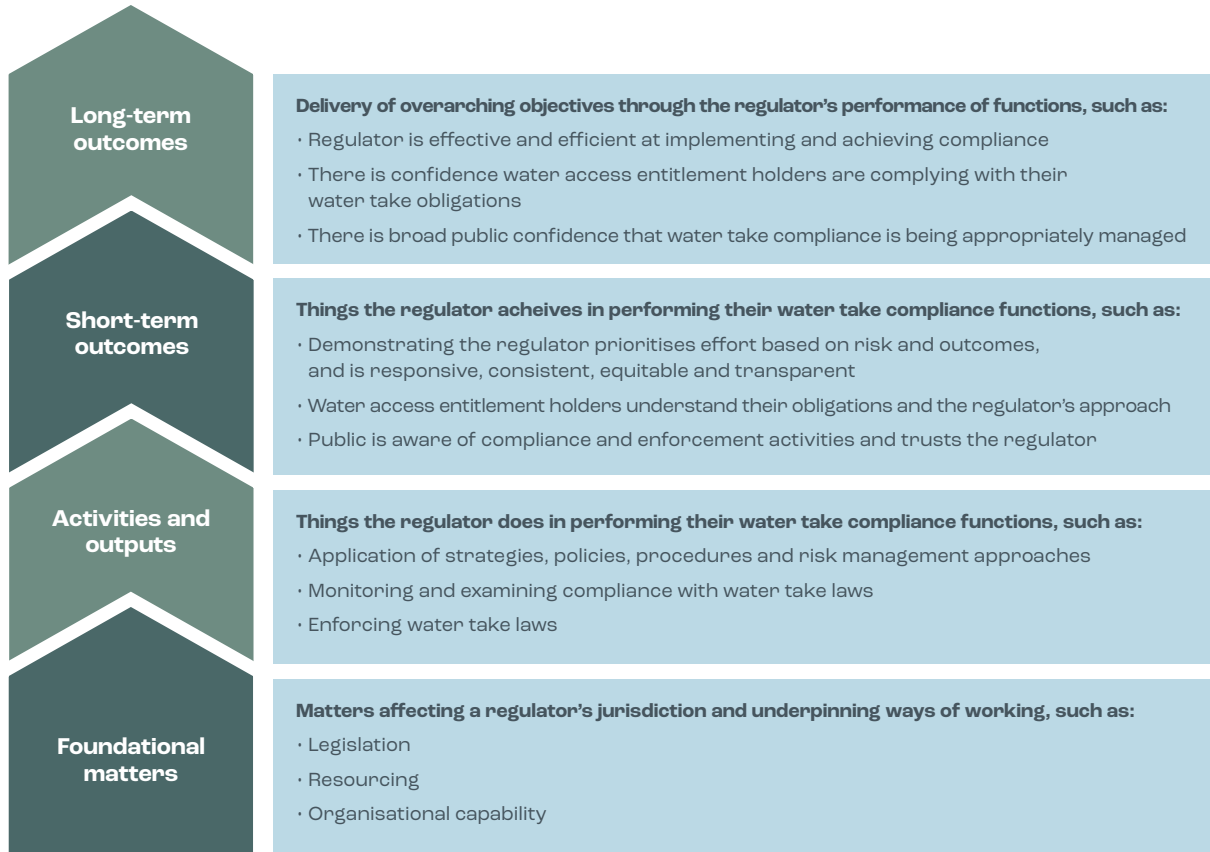 Long-term
outcomes
Delivery of overarching objectives through the regulator’s performance of functions, such as:
· Regulator is effective and efficient at implementing and achieving compliance
· There is confidence water access entitlement holders are complying with their
water take obligations
· There is broad public confidence that water take compliance is being appropriately managed
Short-term
outcomes
Things the regulator acheives in performing their water take compliance functions, such as:
· Demonstrating the regulator prioritises effort based on risk and outcomes,
and is responsive, consistent, equitable and transparent
· Water access entitlement holders understand their obligations and the regulator’s approach
· Public is aware of compliance and enforcement activities and trusts the regulator
Activities and
outputs
Things the regulator does in performing their water take compliance functions, such as:
· Application of strategies, policies, procedures and risk management approaches
· Monitoring and examining compliance with water take laws
· Enforcing water take laws
Foundational
matters
Matters affecting a regulator’s jurisdiction and underpinning ways of working, such as:
· Legislation
· Resourcing
· Organisational capability